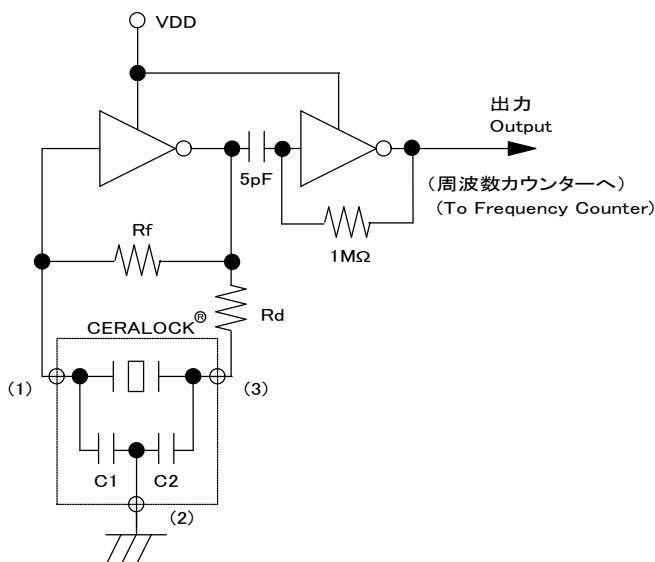 VDD
出力
Output
5pF
(周波数カウンターへ)
(To Frequency Counter)
Rf
1MΩ
Rd
CERALOCK®
(1)
(3)
C1
C2
(2)